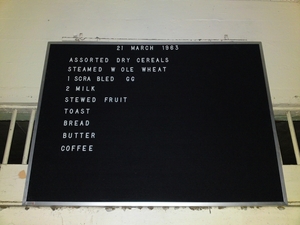 21 MARCH 1963
ASSORTED DRY CEREALS
STEAMED W OLE WHEAT
1 SCRA BLED GG
2 MILK
STEWED FRUIT
TOAST
BREAD
BUTTER
COFFEE